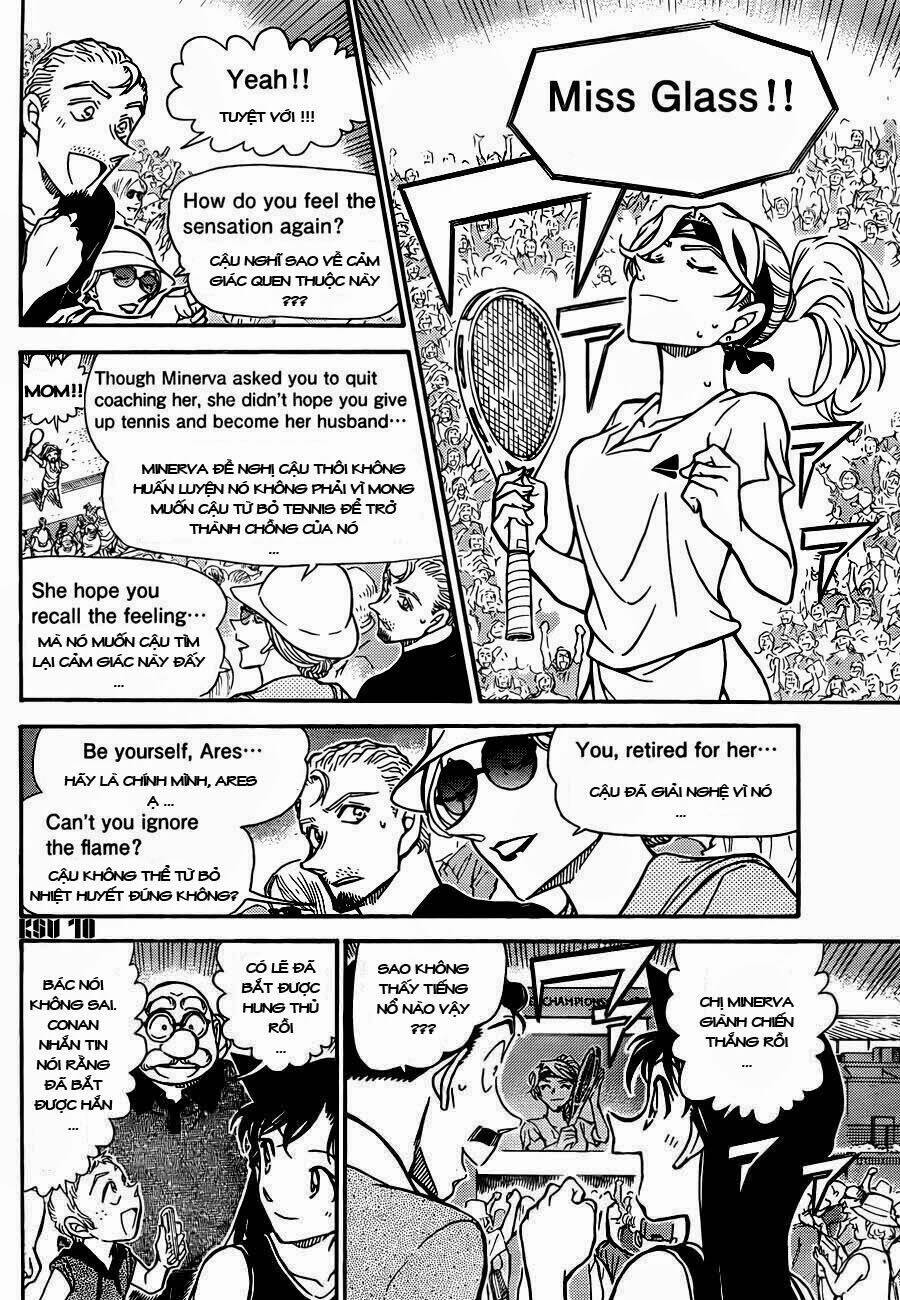 Miss Glass!!
Yeah!!
TUYỆT VỚI !!!
How do you feel the
sensation again?
CẬU NGHĨ SAO VỀ CẢM
GIÁC QUEN THUỘC NÀY
???
MOM!!
Though Minerva asked you to quit
coaching her, she didn't hope you give
up tennis and become her husband…
MINERVA ĐỀ NGHỊ CẬU THÔI KHÔNG
HUẤN LUYỆN NÓ KHÔNG PHẢI VÌ MONG
MUỐN CẬU TỪ BỎ TENNIS ĐỂ TRỞ
THÀNH CHỒNG CỦA NÓ
...
She hope you
recall the feeling…
MÀ NÓ MUỐN CẬU TÌM
LẠI CẢM GIÁC NÀY ĐẤY
...
You, retired for her…
CẬU ĐÃ GIẢI NGHỆ VÌ NÓ
...
Be yourself, Ares…
HÃY LÀ CHÍNH MÌNH, ARES
Ạ ...
Can't you ignore
the flame?
CẬU KHÔNG THỂ TỪ BỎ
NHIỆT HUYẾT ĐÚNG KHÔNG?
KSV 10
CHỊ MINERVA
GIÀNH CHIẾN
THẮNG RỒI
...
SAO KHÔNG
THẤY TIẾNG
NỔ NÀO VẬY
???
S CHAMPIONS
CÓ LẼ ĐÃ
BẮT ĐƯỢC
HUNG THỦ
RỒI
...
BÁC NÓI
KHÔNG SAI.
CONAN
NHẮN TIN
NÓI RẰNG
ĐÃ BẮT
ĐƯỢC HẮN
...